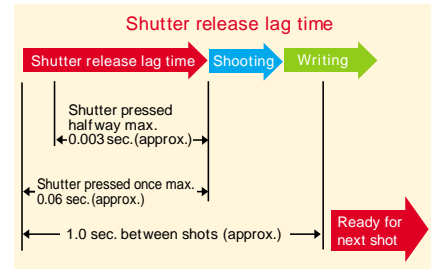 Shutter release lag time
Shutter release lag time
Shooting
Writing
Shutter pressed
halfway max.
0.003 sec. (approx.)
Shutter pressed once max.
0.06 sec. (approx.)
1.0 sec. between shots (approx.)
Ready for
next shot